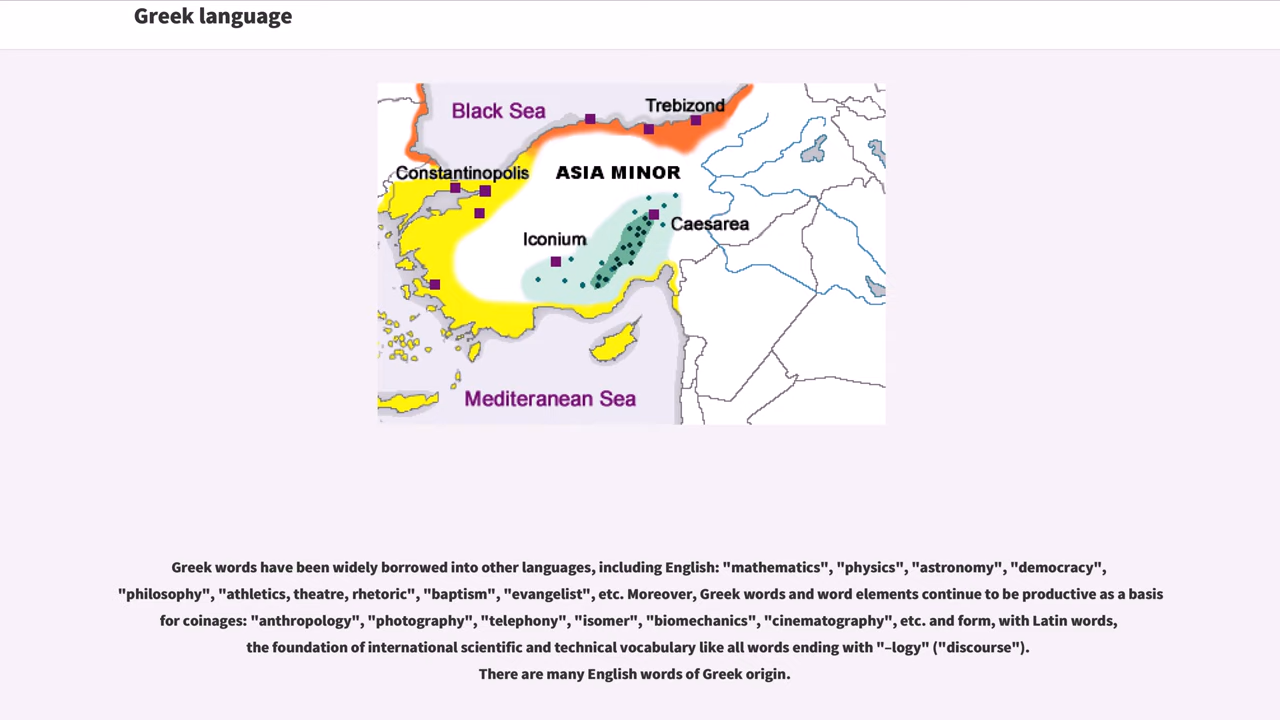 Greek language
Black Sea
Trebizond
Constantinopolis
ASIA MINOR
Caesarea
Iconium
Mediteranean Sea
Greek words have been widely borrowed into other languages, including English: "mathematics", "physics", "astronomy", "democracy",
"philosophy", "athletics, theatre, rhetoric", "baptism", "evangelist", etc. Moreover, Greek words and word elements continue to be productive as a basis
for coinages: "anthropology", "photography", "telephony", "isomer", "biomechanics", "cinematography", etc. and form, with Latin words,
the foundation of international scientific and technical vocabulary like all words ending with "–logy" ("discourse").
There are many English words of Greek origin.